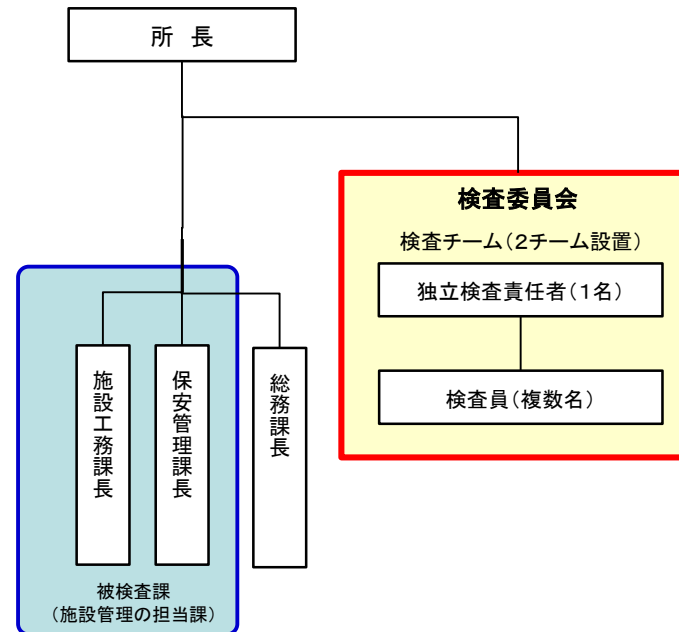 所 長
検査委員会
検査チーム(2チーム設置)
独立検査責任者(1名)
検査員(複数名)
施設工務課長
保安管理課長
総務課長
被検査課
(施設管理の担当課)